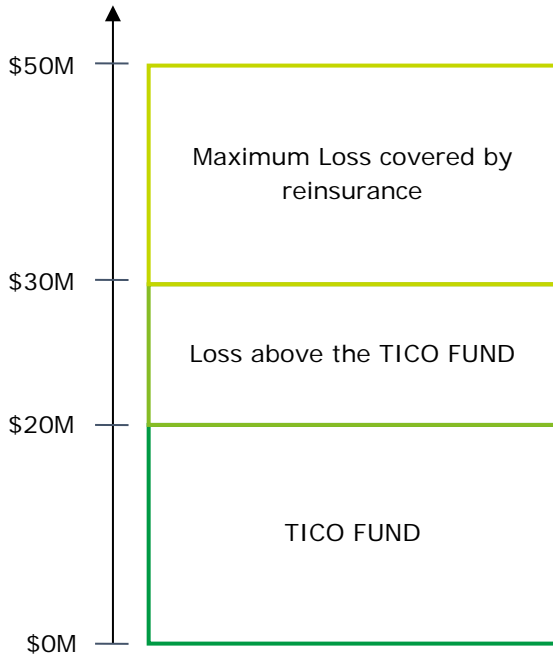 $50M
Maximum Loss covered by
reinsurance
$30M
Loss above the TICO FUND
$20M
TICO FUND
$0M